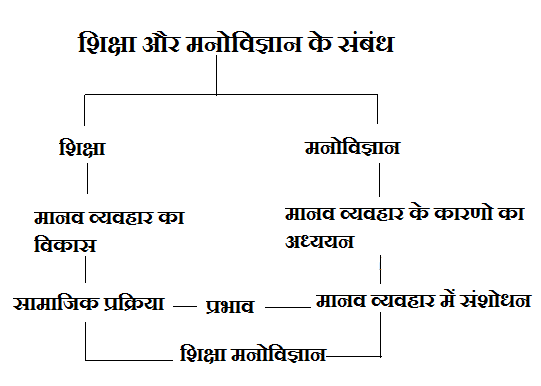 शिक्षा और मनोविज्ञान के संबंध
शिक्षा
मनोविज्ञान
मानव व्यवहार का
विकास
मानव व्यवहार के कारणो का
अध्ययन
सामाजिक प्रक्रिया
प्रभाव
मानव व्यवहार में संशोधन
शिक्षा मनोविज्ञान